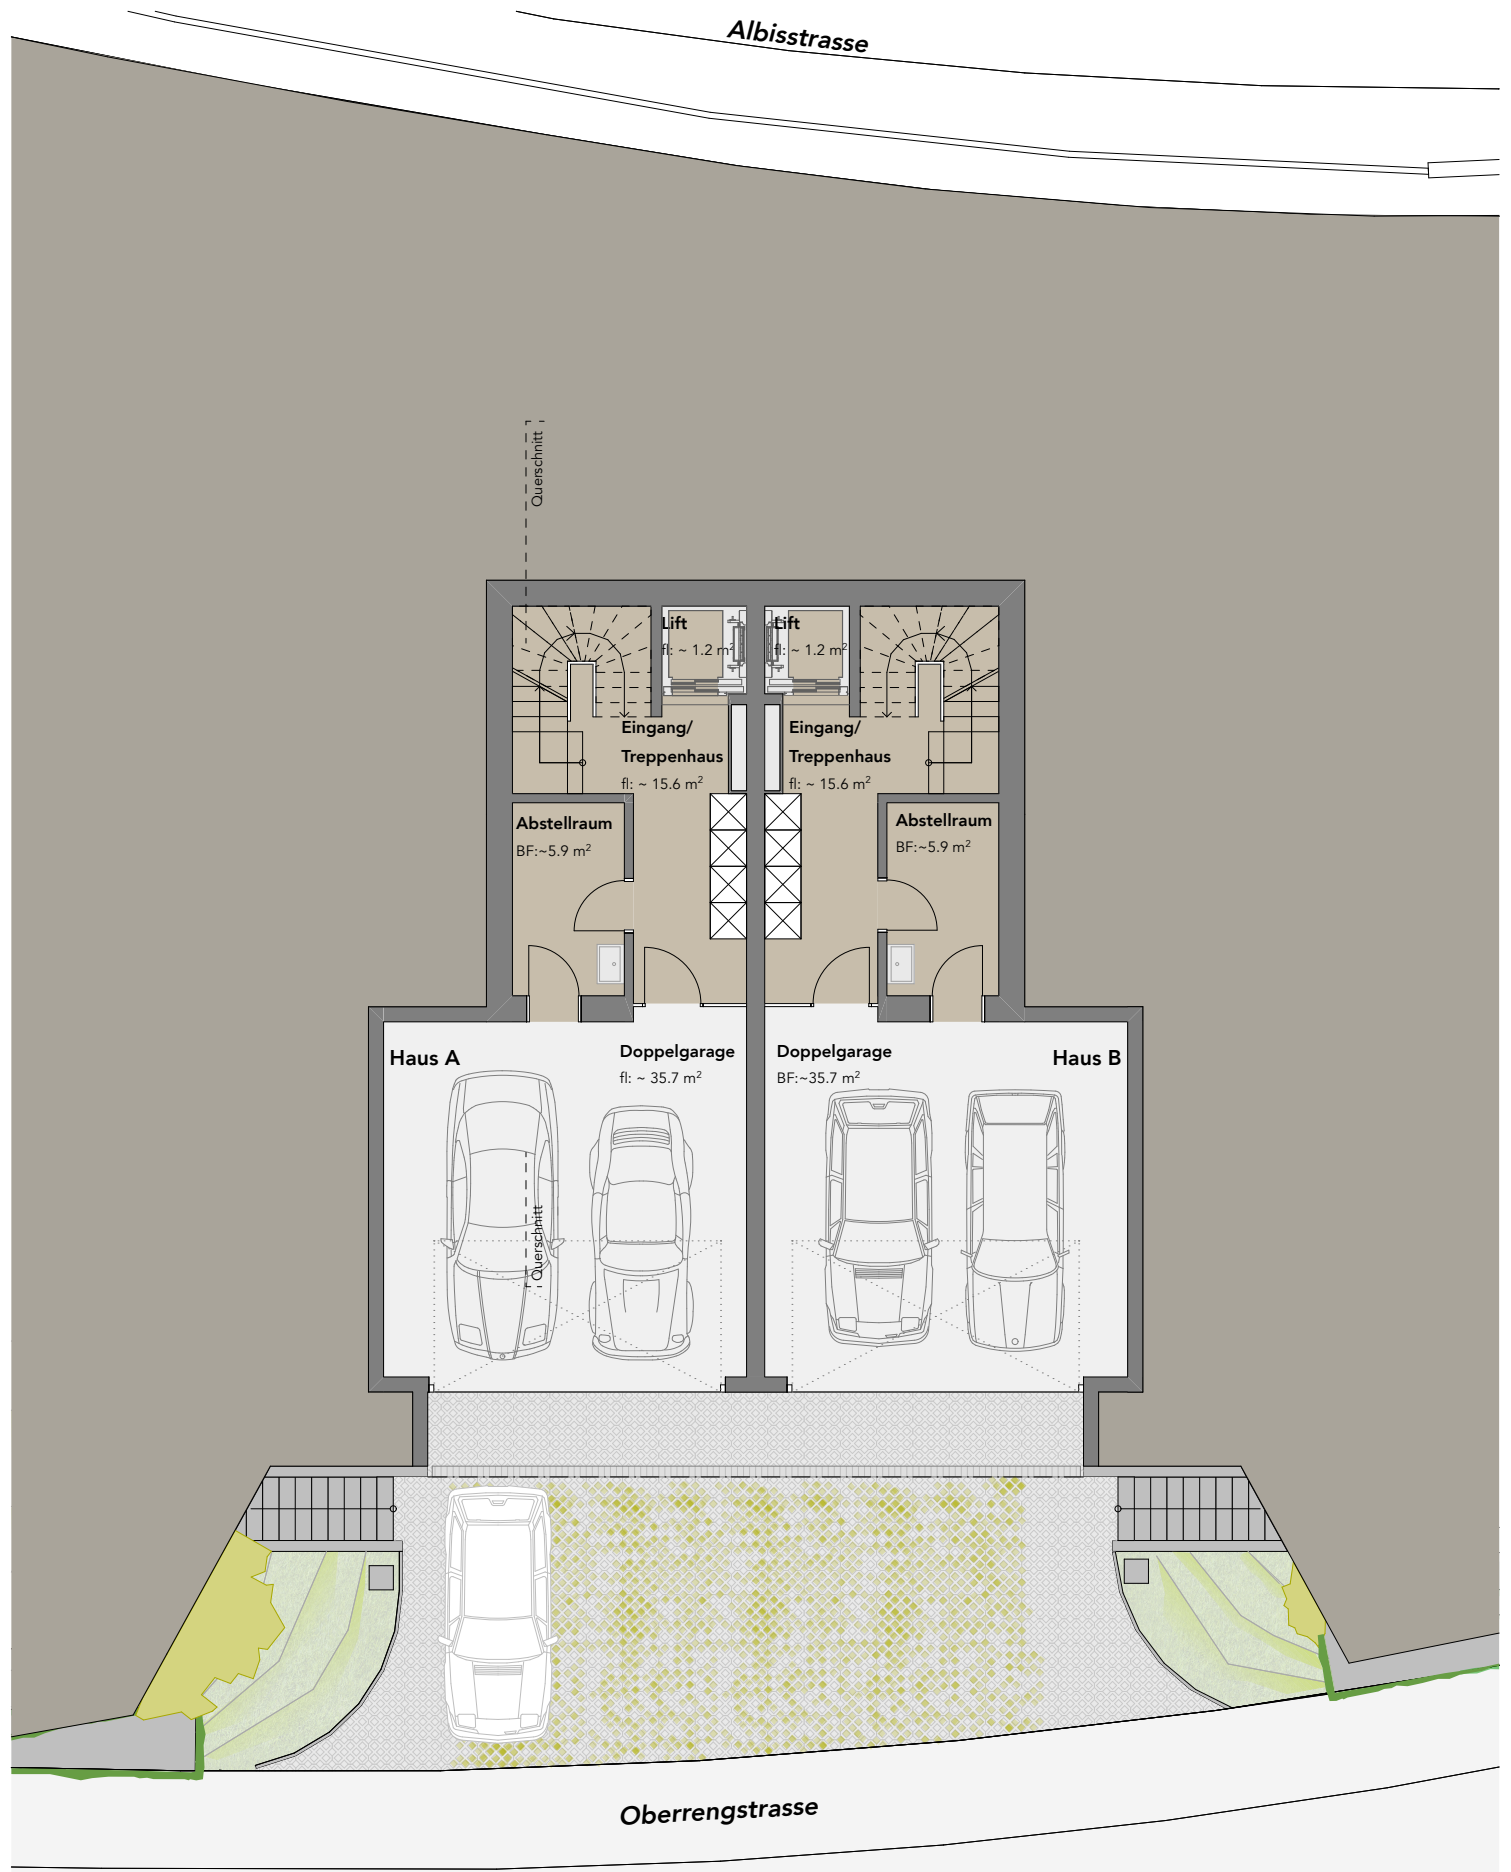 Albisstrasse
Querschnitt
Lift
fl: ~ 1.2 m²
Lift
fl: ~ 1.2 m²
Eingang/
Treppenhaus
fl: ~ 15.6 m²
Eingang/
Treppenhaus
fl: ~ 15.6 m²
Abstellraum
BF:~5.9 m²
Abstellraum
BF:~5.9 m²
Haus A
Doppelgarage
fl: ~ 35.7 m²
Doppelgarage
BF:~35.7 m²
Haus B
Querschnitt
Oberrengstrasse